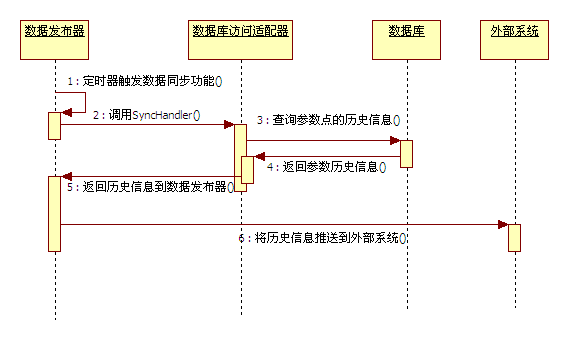 数据发布器
数据库访问适配器
数据库
外部系统
1 : 定时器触发数据同步功能()
2 : 调用SyncHandler()
3 : 查询参数点的历史信息()
4 : 返回参数历史信息()
5 : 返回历史信息到数据发布器()
6 : 将历史信息推送到外部系统()